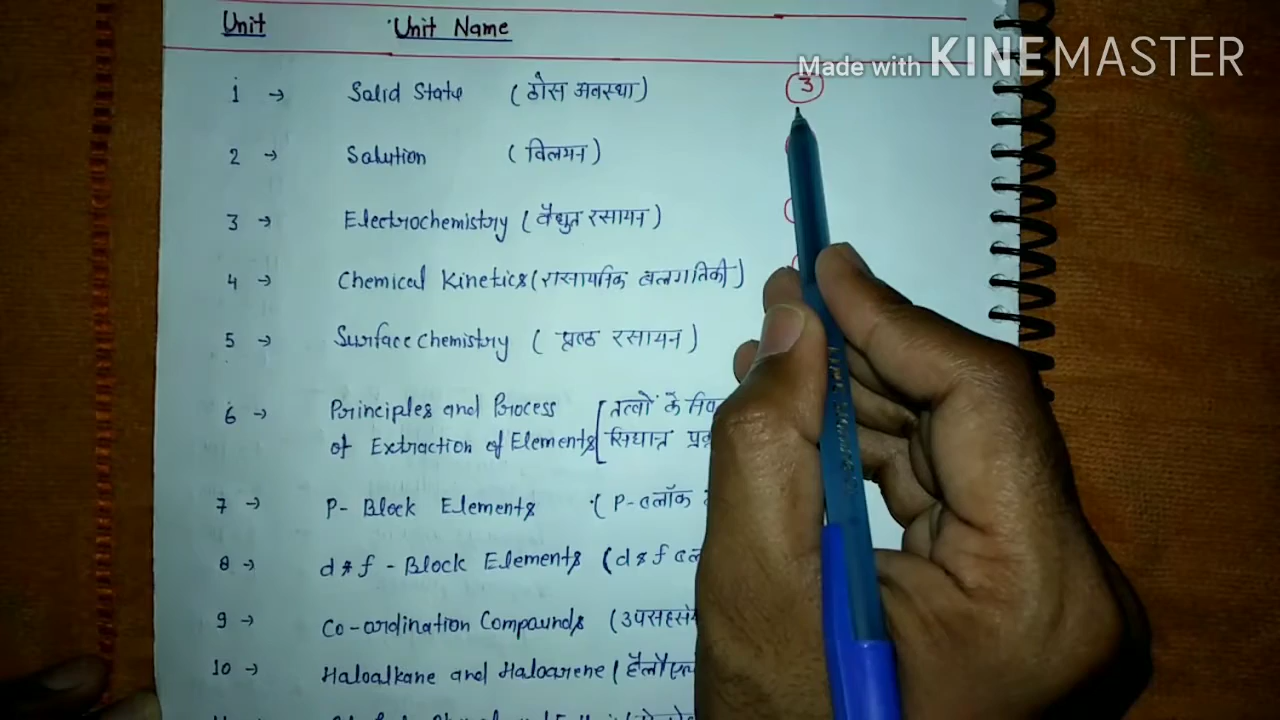 Unit Unit Name
Made with KINEMASTER
1 → Solid State (ठोस अवस्था) 3
2 → Solution (विलयन)
3 → Electrochemistry (वैधुत रसायन)
4 → Chemical Kinetics (रासायनिक बलगतिकी)
5 → Surface Chemistry (प्रष्ठ रसायन)
6 → Principles and Process [तत्वों के
of Extraction of Elements [सिधान्त
7 → P-Block Elements (P-ब्लॉक
8 → d & f - Block Elements (d & f
9 → Co-ordination Compounds
10 → Haloalkane and Haloarene